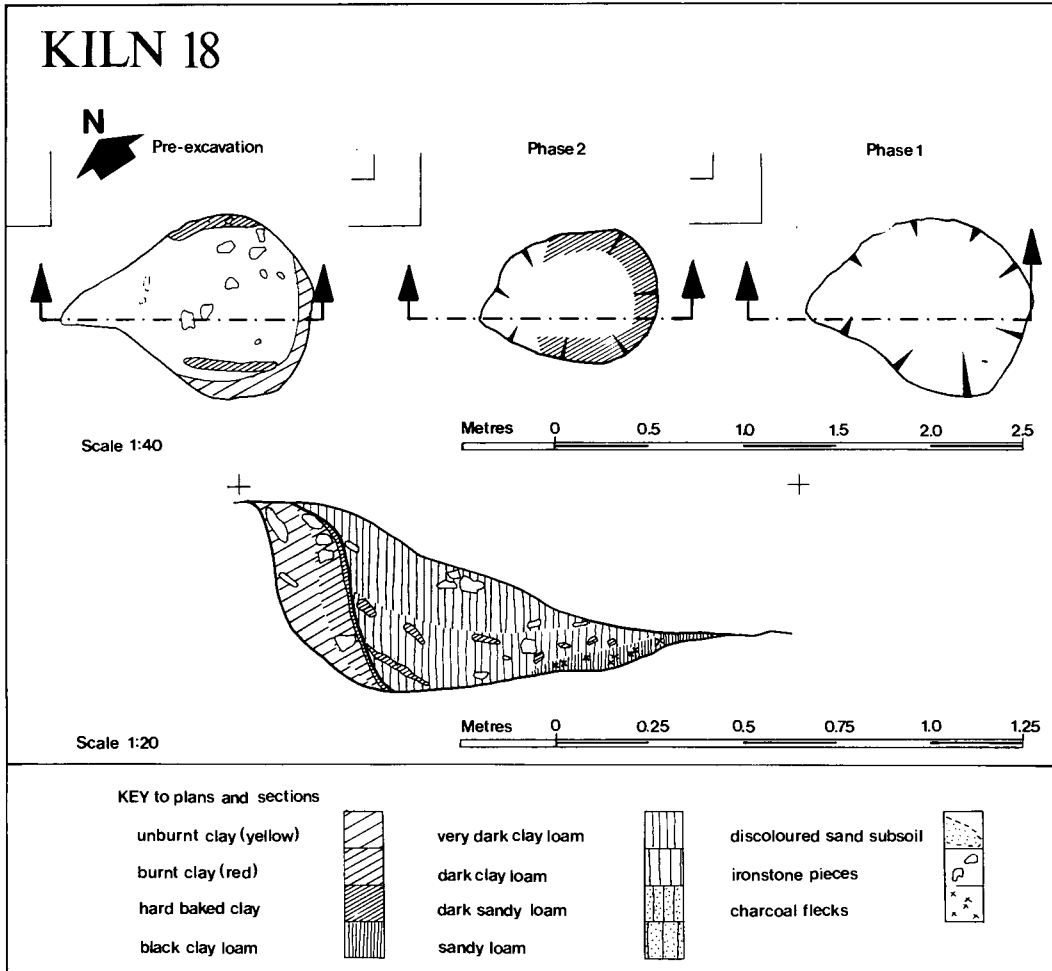 KILN 18
N
Pre-excavation
Phase 2
Phase 1
Scale 1:40
Metres 0 0.5 1.0 1.5 2.0 2.5
Scale 1:20
Metres 0 0.25 0.5 0.75 1.0 1.25
KEY to plans and sections
unburnt clay (yellow)
burnt clay (red)
hard baked clay
black clay loam
very dark clay loam
dark clay loam
dark sandy loam
sandy loam
discoloured sand subsoil
ironstone pieces
charcoal flecks